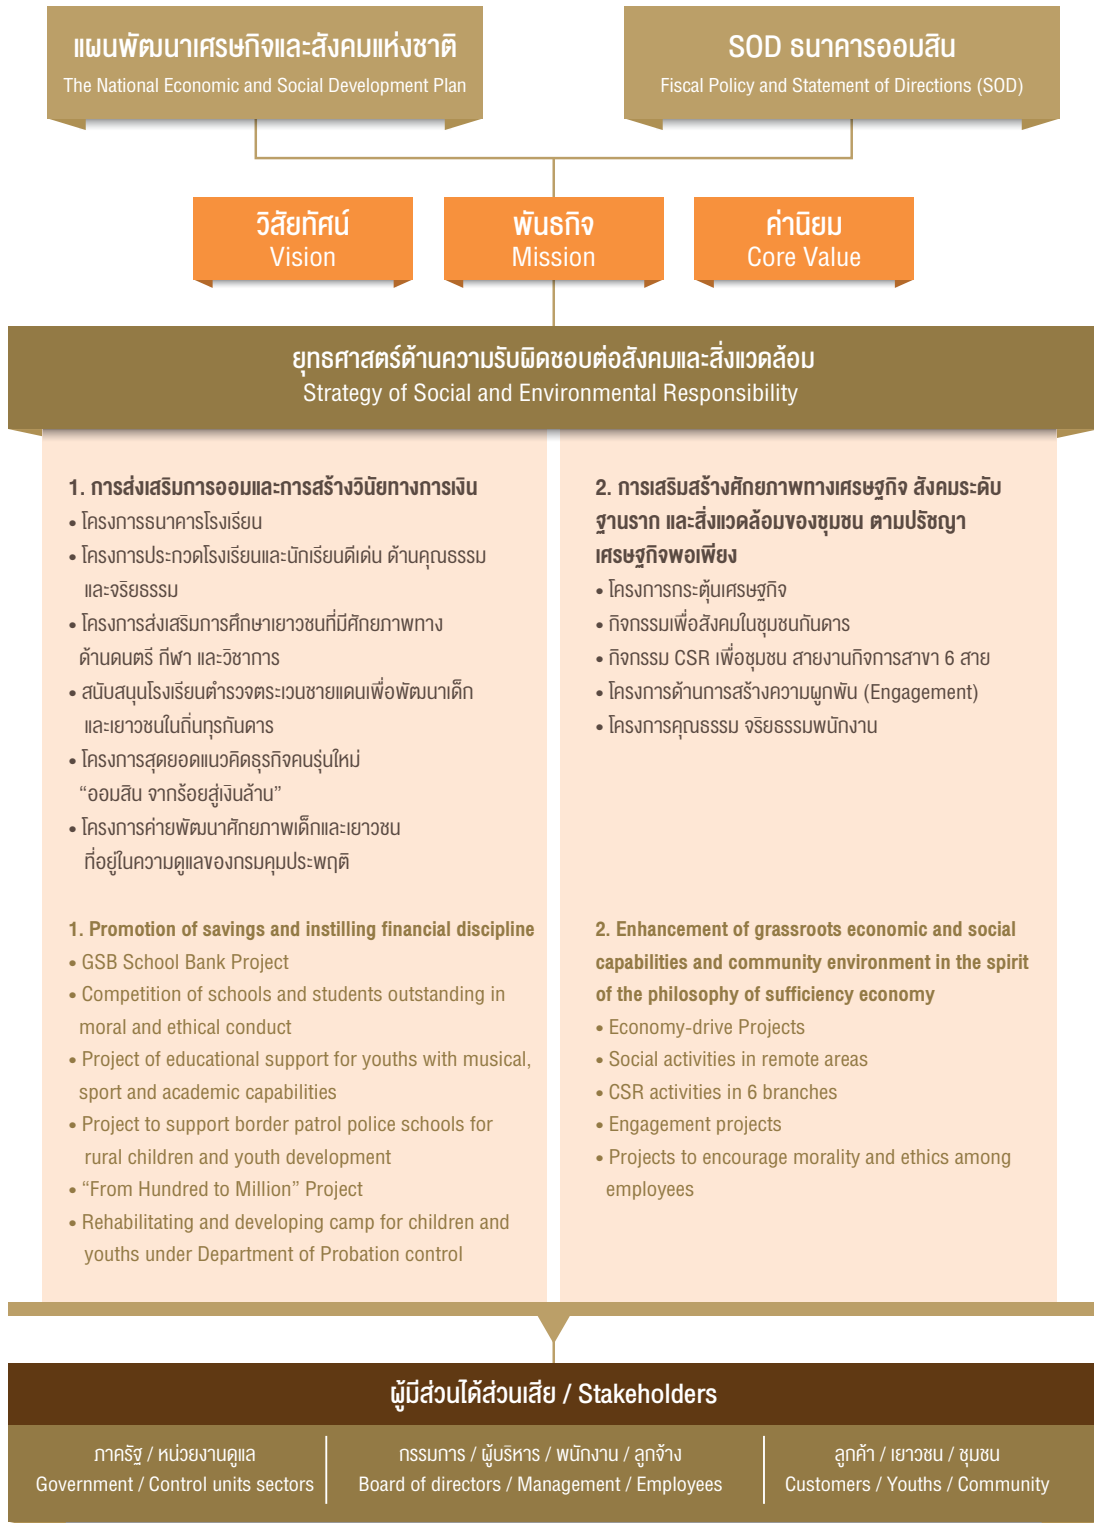 แผนพัฒนาเศรษกิจและสังคมแห่งชาติ
The National Economic and Social Development Plan
SOD ธนาคารออมสิน
Fiscal Policy and Statement of Directions (SOD)
วิสัยทัศน์
Vision
พันธกิจ
Mission
ค่านิยม
Core Value
ยุทธศาสตร์ด้านความรับผิดชอบต่อสังคมและสิ่งแวดล้อม
Strategy of Social and Environmental Responsibility
1. การส่งเสริมการออมและการสร้างวินัยทางการเงิน
• โครงการธนาคารโรงเรียน
• โครงการประกวดโรงเรียนและนักเรียนดีเด่น ด้านคุณธรรม
และจริยธรรม
• โครงการส่งเสริมการศึกษาเยาวชนที่มีศักยภาพทาง
ด้านดนตรี กีฬา และวิชาการ
• สนับสนุนโรงเรียนตำรวจตระเวนชายแดนเพื่อพัฒนาเด็ก
และเยาวชนในถิ่นทุรกันดาร
• โครงการสุดยอดแนวคิดธุรกิจคนรุ่นใหม่
“ออมสิน จากร้อยสู่เงินล้าน”
• โครงการค่ายพัฒนาศักยภาพเด็กและเยาวชน
ที่อยู่ในความดูแลของกรมคุมประพฤติ
1. Promotion of savings and instilling financial discipline
• GSB School Bank Project
• Competition of schools and students outstanding in
moral and ethical conduct
• Project of educational support for youths with musical,
sport and academic capabilities
• Project to support border patrol police schools for
rural children and youth development
• “From Hundred to Million” Project
• Rehabilitating and developing camp for children and
youths under Department of Probation control
2. การเสริมสร้างศักยภาพทางเศรษฐกิจ สังคมระดับ
ฐานราก และสิ่งแวดล้อมของชุมชน ตามปรัชญา
เศรษฐกิจพอเพียง
• โครงการกระตุ้นเศรษฐกิจ
• กิจกรรมเพื่อสังคมในชุมชนกันดาร
• กิจกรรม CSR เพื่อชุมชน สายงานกิจการสาขา 6 สาย
• โครงการด้านการสร้างความผูกพัน (Engagement)
• โครงการคุณธรรม จริยธรรมพนักงาน
2. Enhancement of grassroots economic and social
capabilities and community environment in the spirit
of the philosophy of sufficiency economy
• Economy-drive Projects
• Social activities in remote areas
• CSR activities in 6 branches
• Engagement projects
• Projects to encourage morality and ethics among
employees
ผู้มีส่วนได้ส่วนเสีย / Stakeholders
ภาครัฐ / หน่วยงานดูแล
Government / Control units sectors
กรรมการ / ผู้บริหาร / พนักงาน / ลูกจ้าง
Board of directors / Management / Employees
ลูกค้า / เยาวชน / ชุมชน
Customers / Youths / Community